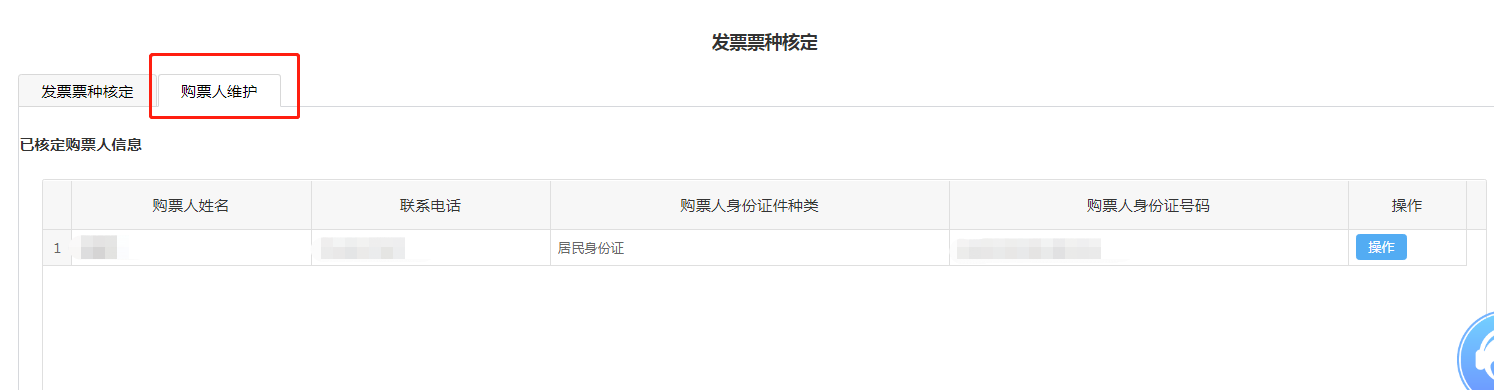 发票票种核定
发票票种核定 购票人维护
已核定购票人信息
购票人姓名 联系电话 购票人身份证件种类 购票人身份证号码 操作
1 居民身份证 操作